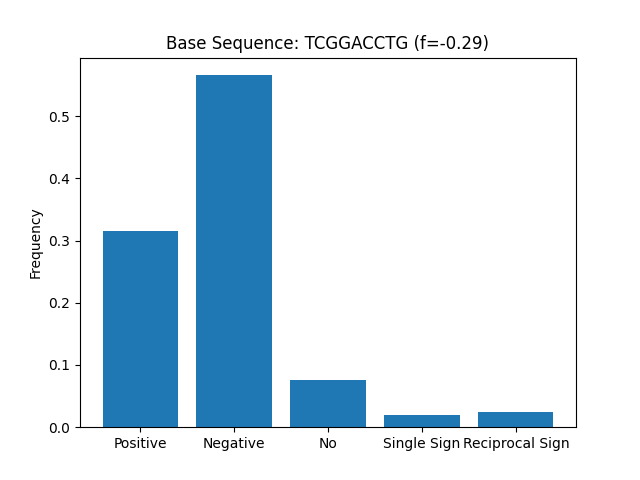 Base Sequence: TCGGACCTG (f=-0.29)
Frequency
0.5
0.4
0.3
0.2
0.1
0.0
Positive Negative No Single Sign Reciprocal Sign